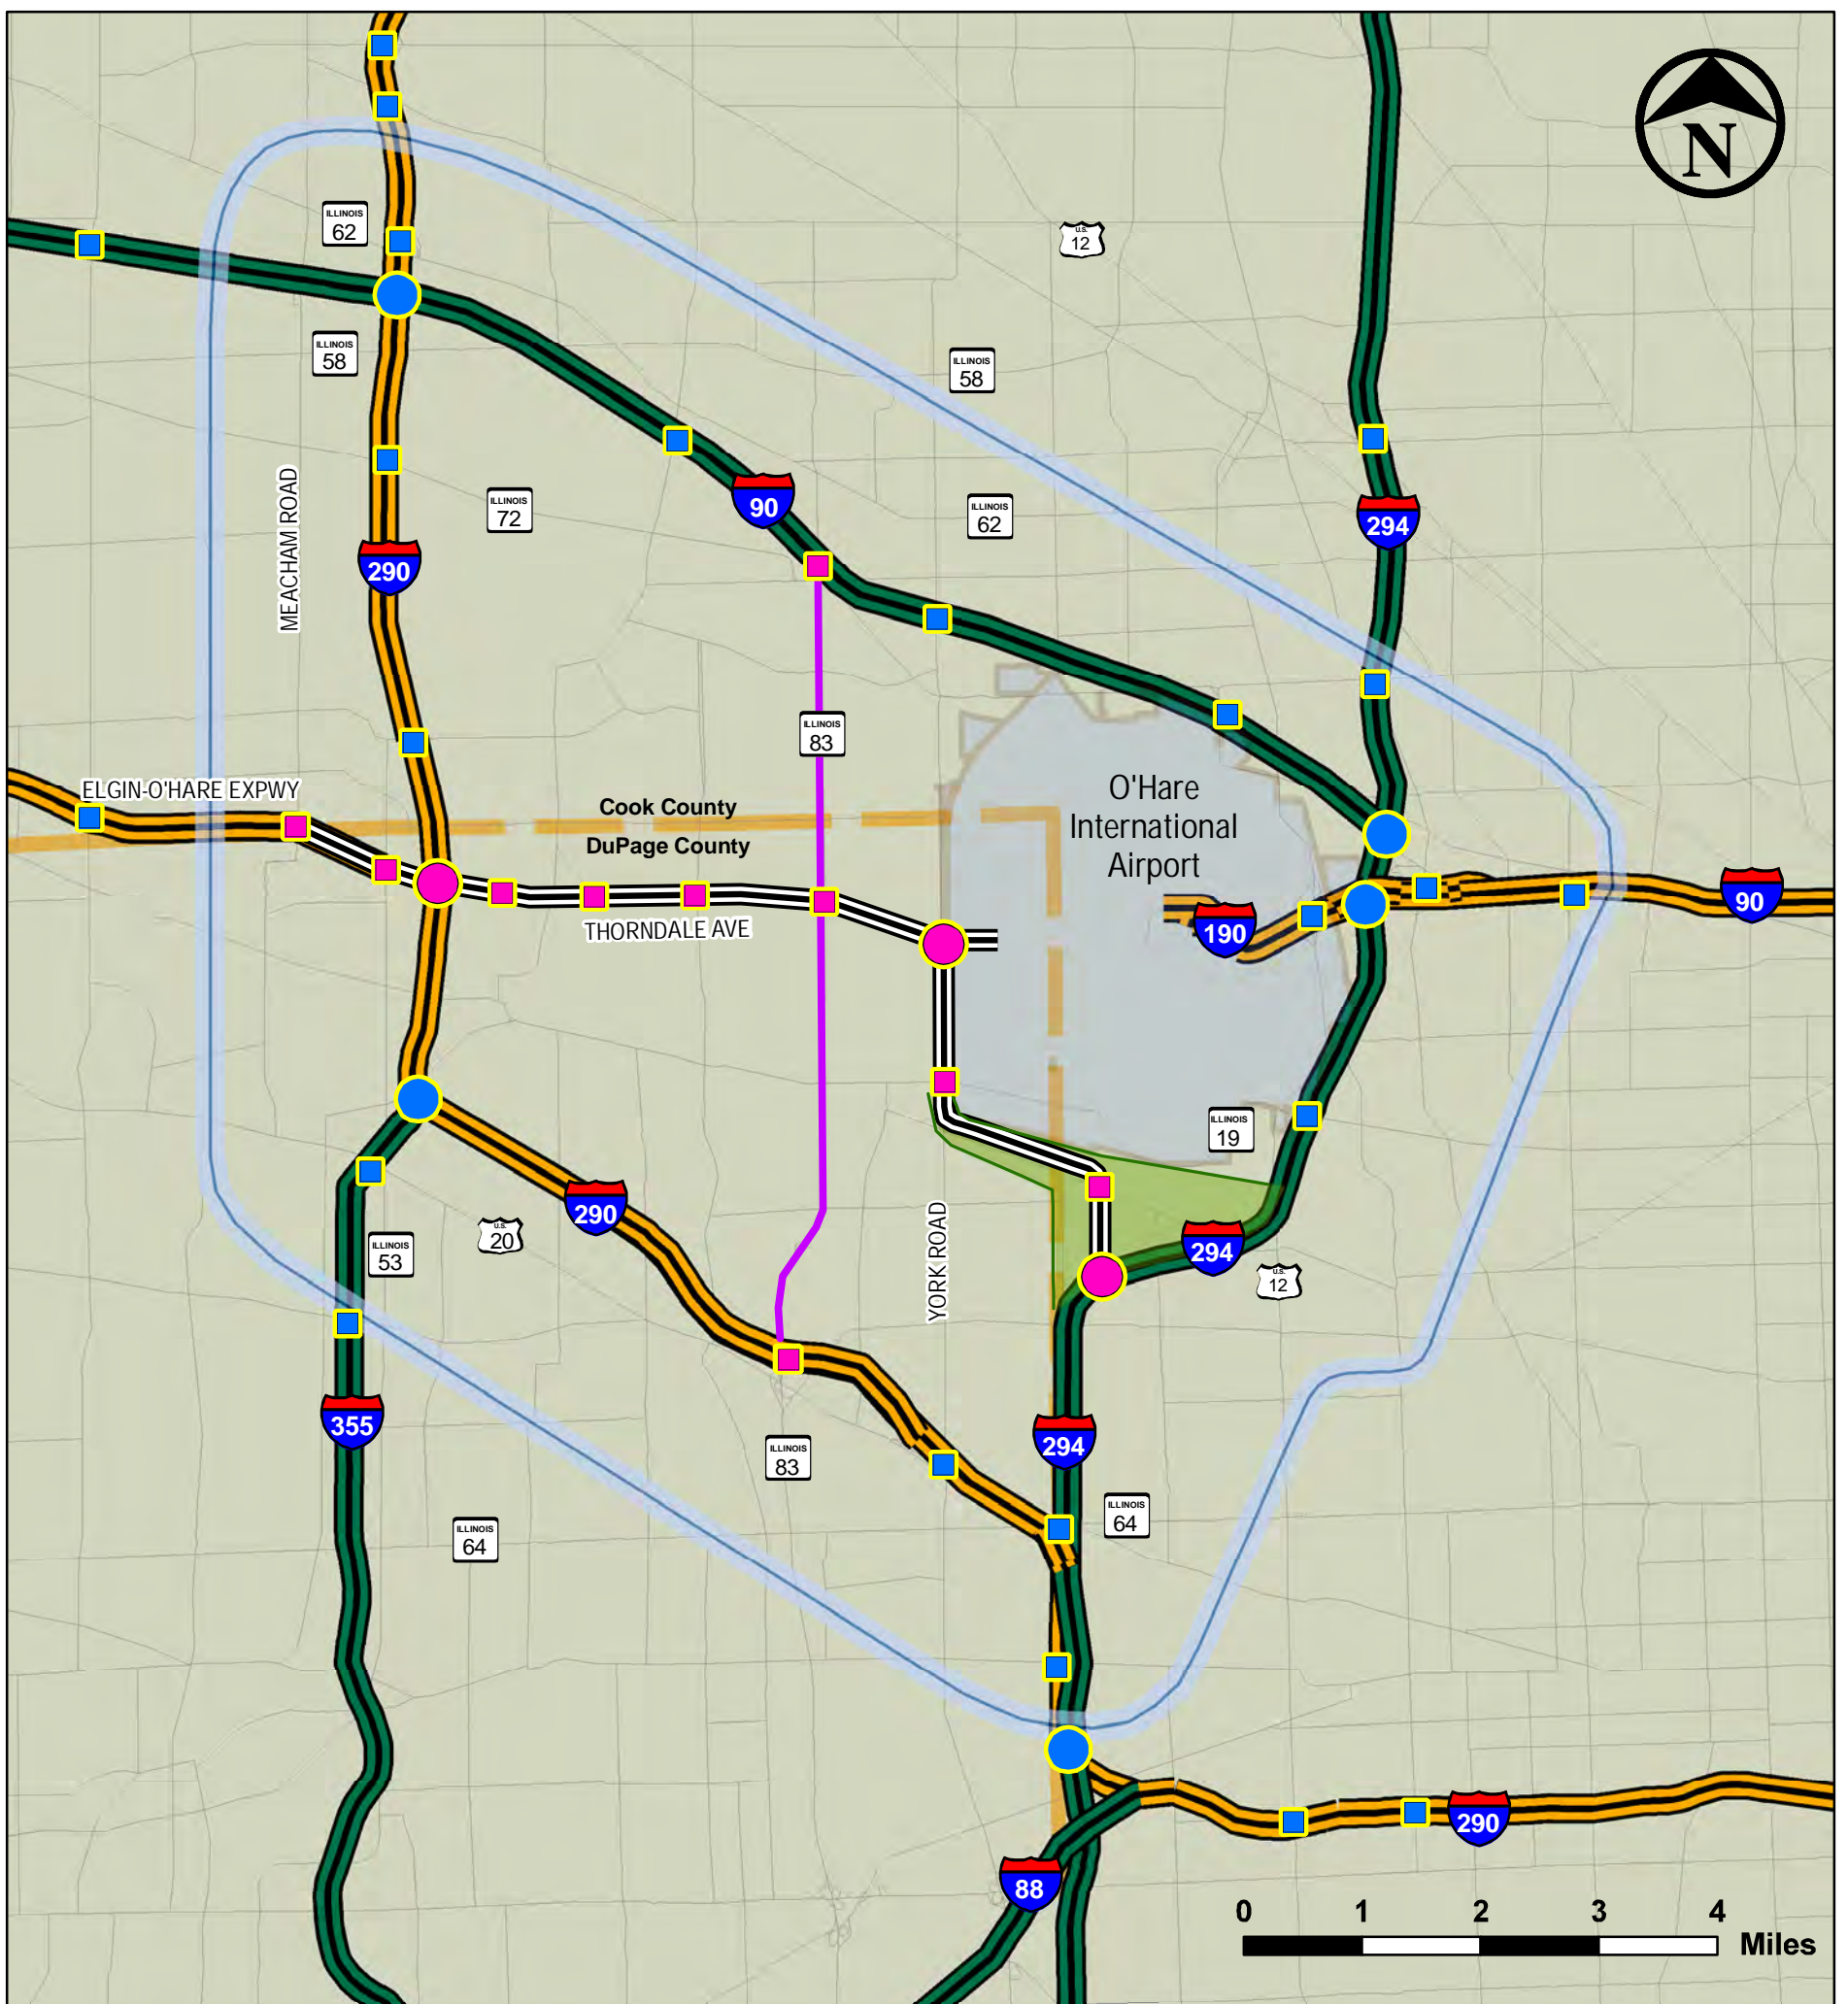 N
ILLINOIS
62
U.S.
12
ILLINOIS
58
ILLINOIS
58
MEACHAM ROAD
ILLINOIS
72
90
ILLINOIS
62
294
290
ILLINOIS
83
ELGIN-O'HARE EXPWY
Cook County
DuPage County
O'Hare
International
Airport
THORNDALE AVE
190
90
ILLINOIS
19
290
U.S.
20
ILLINOIS
53
YORK ROAD
294
U.S.
12
355
294
ILLINOIS
83
ILLINOIS
64
ILLINOIS
64
290
88
0 1 2 3 4
Miles